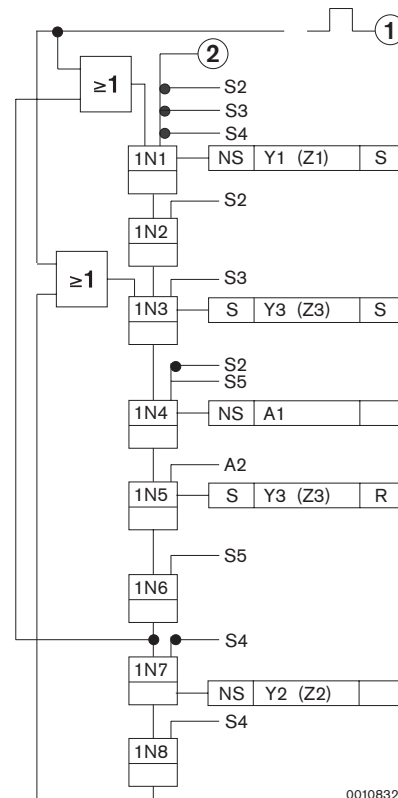 1
2
≥1
S2
S3
S4
1N1 NS Y1 (Z1) S
S2
1N2
≥1
S3
1N3 S Y3 (Z3) S
S2
S5
1N4 NS A1
A2
1N5 S Y3 (Z3) R
S5
1N6
S4
1N7
NS Y2 (Z2)
S4
1N8
0010832